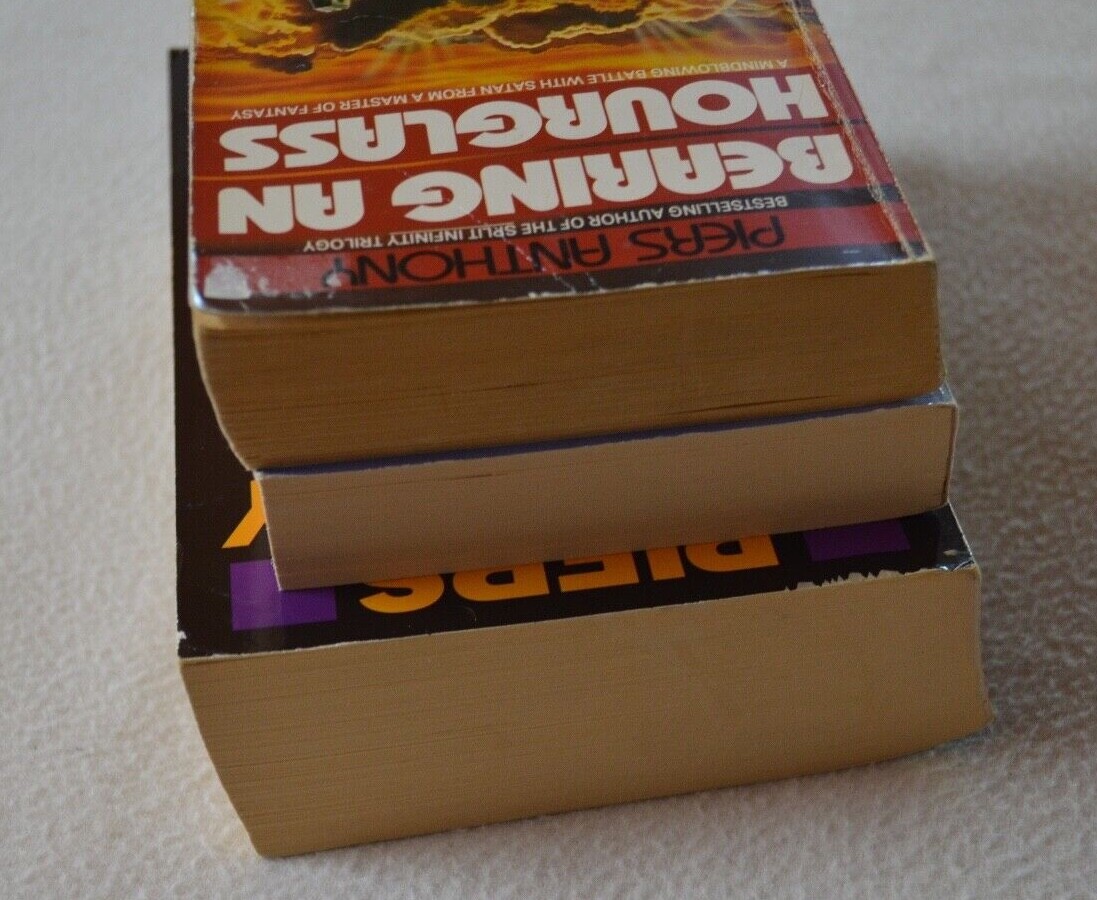 PIERS ANTHONY
BESTSELLING AUTHOR OF THE SPLIT INFINITY TRILOGY
BEARING AN
HOURGLASS
A MINDBLOWING BATTLE WITH SATAN FROM A MASTER OF FANTASY
PIERS
Y